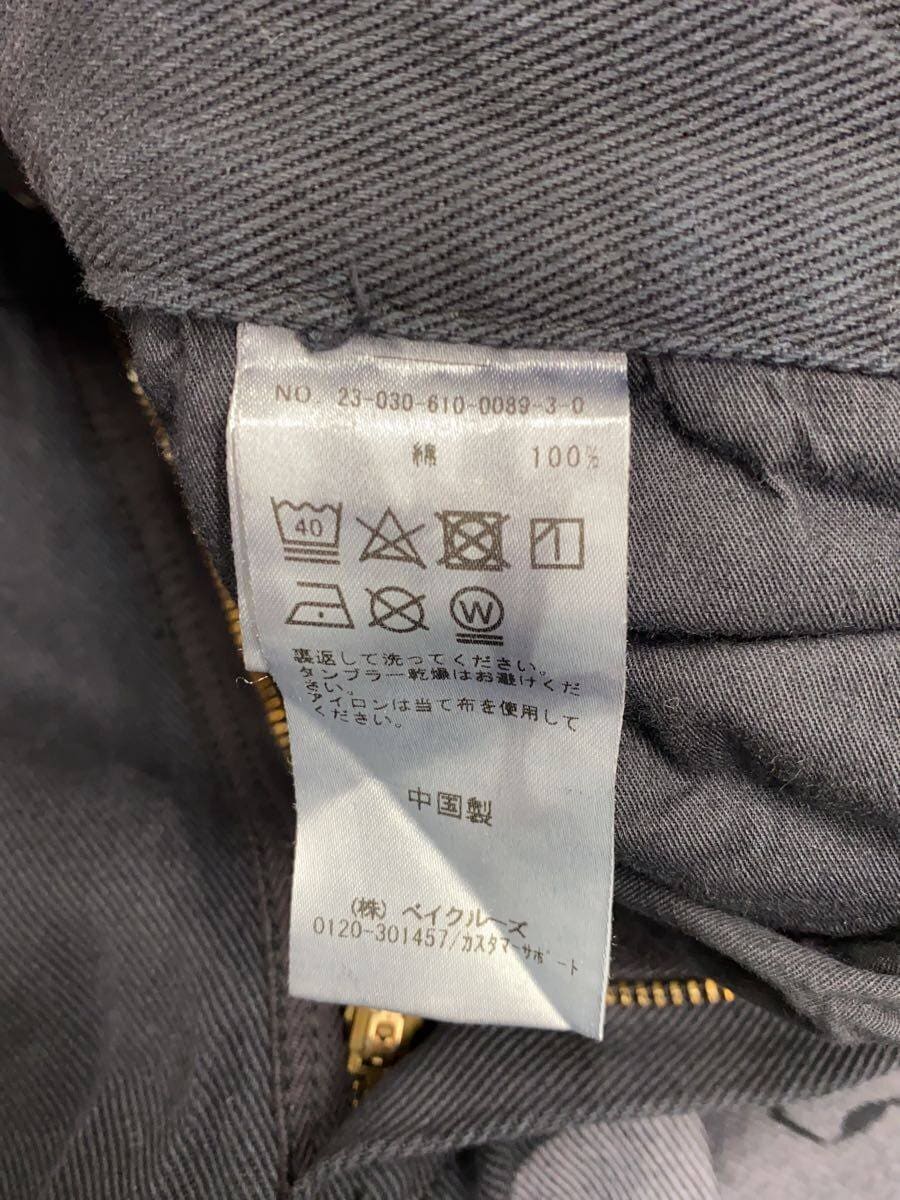 NO. 23-030-610-0089-3-0
綿 100%
40
W
裏返して洗ってください。
タンブラー乾燥はお避けくだ
さい。
アイロンは当て布を使用して
ください。
中国製
(株) ベイクルーズ
0120-301457/カスタマーサポート